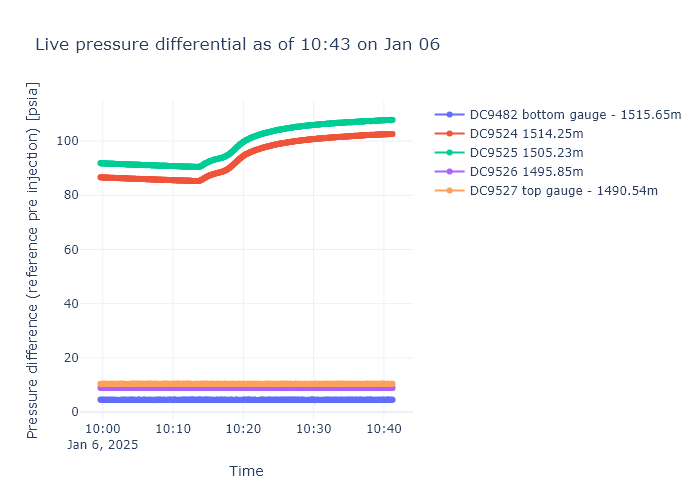 Live pressure differential as of 10:43 on Jan 06
Pressure difference (reference pre injection) [psia]
100
80
60
40
20
0
10:00
Jan 6, 2025
10:10
10:20
10:30
10:40
Time
DC9482 bottom gauge - 1515.65m
DC9524 1514.25m
DC9525 1505.23m
DC9526 1495.85m
DC9527 top gauge - 1490.54m